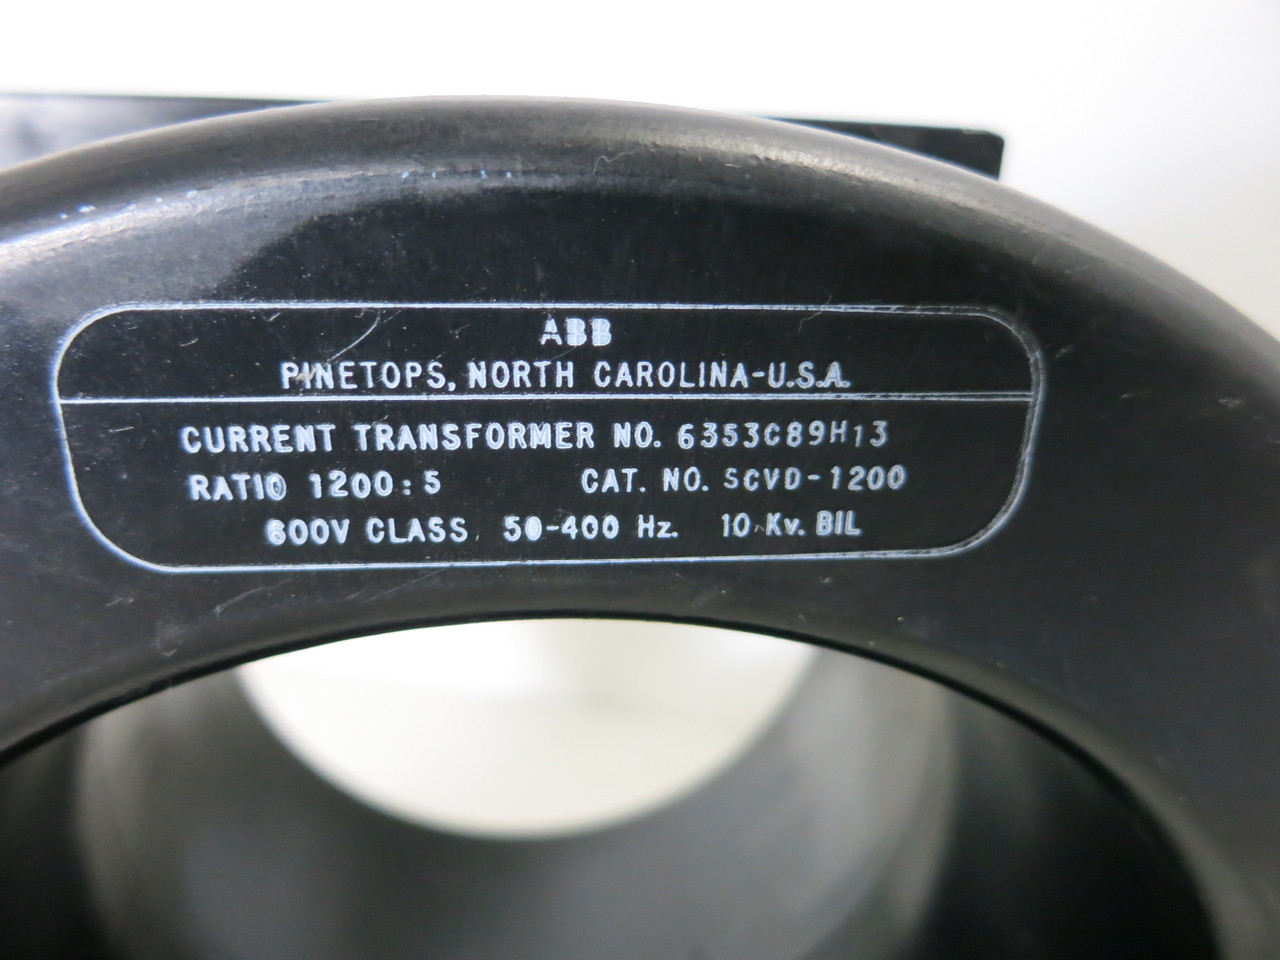 ABB
PINETOPS, NORTH CAROLINA-U.S.A.
CURRENT TRANSFORMER NO. 6353C89H13
RATIO 1200:5 CAT. NO. SCVD-1200
600V CLASS 50-400 Hz. 10 Kv. BIL